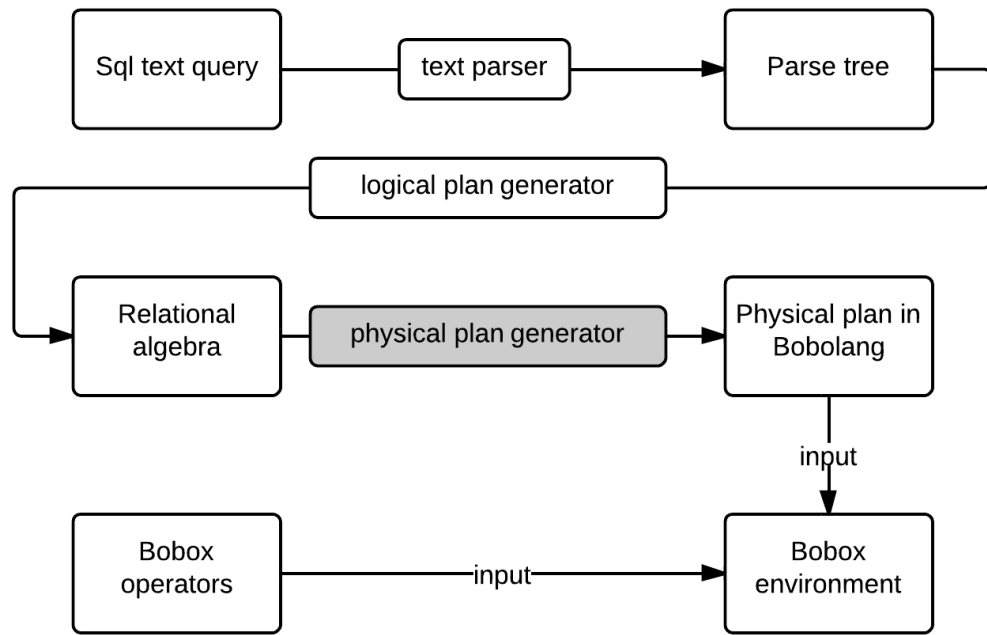 Sql text query
text parser
Parse tree
logical plan generator
Relational
algebra
physical plan generator
Physical plan in
Bobolang
input
Bobox
operators
input
Bobox
environment